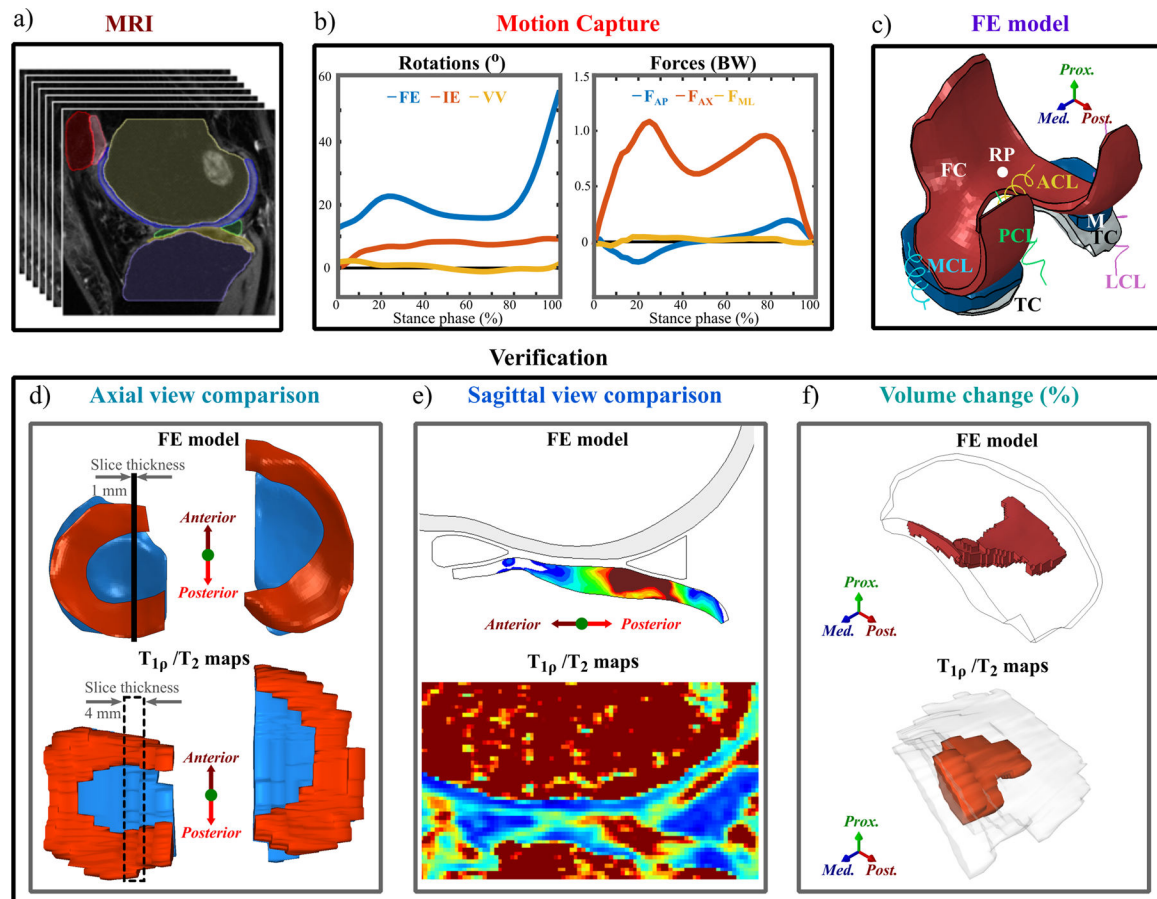 a)
MRI
b)
Motion Capture
Rotations (º)
FE IE VV
60
40
20
0
0 20 40 60 80 100
Stance phase (%)
Forces (BW)
F_AP F_AX F_ML
1.5
1.0
0.5
0
0 20 40 60 80 100
Stance phase (%)
c)
FE model
Prox.
Med. Post.
FC
RP
ACL
M
TC
PCL
MCL
LCL
TC
Verification
d)
Axial view comparison
FE model
Slice thickness
1 mm
Anterior
Posterior
T1ρ /T2 maps
Slice thickness
4 mm
Anterior
Posterior
e)
Sagittal view comparison
FE model
Anterior Posterior
T1ρ /T2 maps
f)
Volume change (%)
FE model
Prox.
Med. Post.
T1ρ /T2 maps
Prox.
Med. Post.